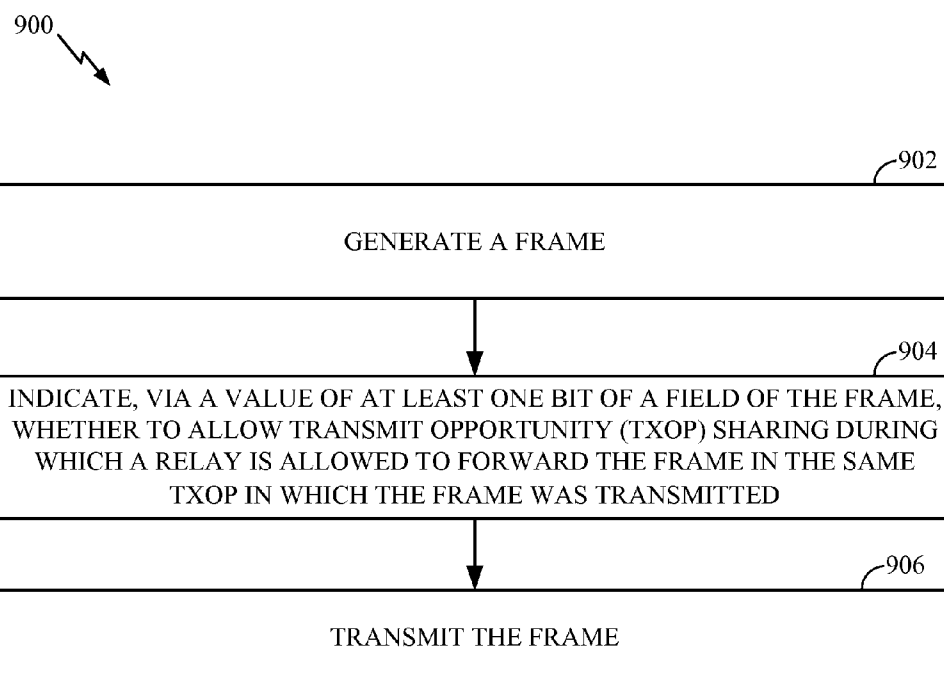 900
902
GENERATE A FRAME
904
INDICATE, VIA A VALUE OF AT LEAST ONE BIT OF A FIELD OF THE FRAME,
WHETHER TO ALLOW TRANSMIT OPPORTUNITY (TXOP) SHARING DURING
WHICH A RELAY IS ALLOWED TO FORWARD THE FRAME IN THE SAME
TXOP IN WHICH THE FRAME WAS TRANSMITTED
906
TRANSMIT THE FRAME